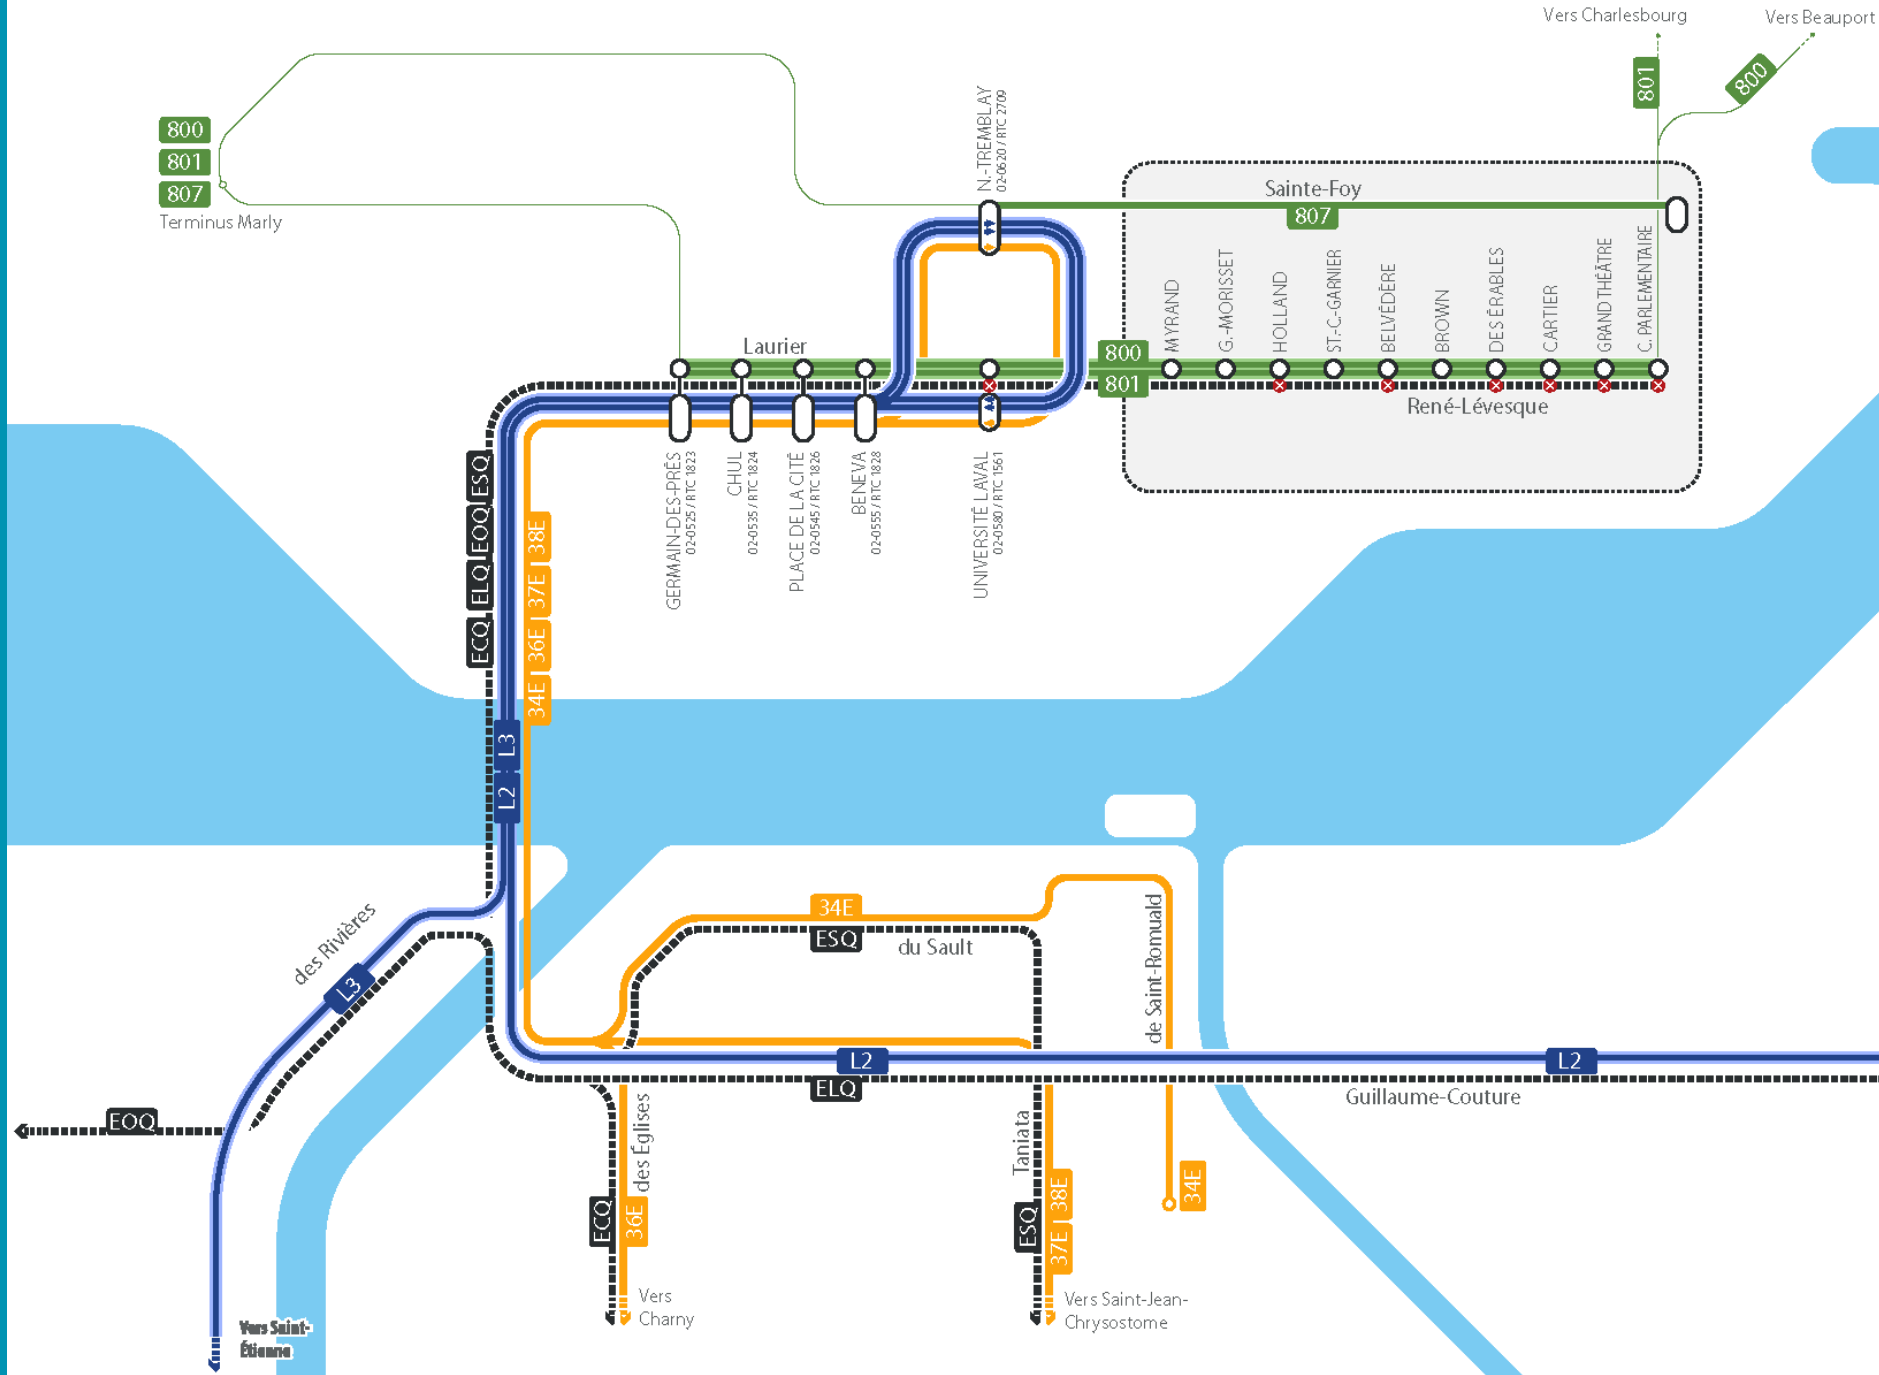 Vers Charlesbourg
Vers Beauport
801
800
800
801
807
Terminus Marly
N.-TREMBLAY
02-0620 / RTC 2709
Sainte-Foy
807
Laurier
800
801
MYRAND
G.-MORISSET
HOLLAND
ST.-C.-GARNIER
BELVÉDÈRE
BROWN
DES ÉRABLES
CARTIER
GRAND THÉÂTRE
C. PARLEMENTAIRE
René-Lévesque
GERMAIN-DES-PRÉS
02-0525 / RTC 1823
CHUL
02-0535 / RTC 1824
PLACE DE LA CITÉ
02-0545 / RTC 1826
BENEVA
02-0555 / RTC 1828
UNIVERSITÉ LAVAL
02-0580 / RTC 1561
ECQ ELQ EOQ ESQ
34E | 36E | 37E | 38E
L2 L3
des Rivières
L3
34E
ESQ
du Sault
de Saint-Romuald
L2
ELQ
L2
Guillaume-Couture
EOQ
des Églises
Taniata
ECQ
36E
ESQ
37E | 38E
34E
Vers
Charny
Vers Saint-Jean-
Chrysostome
Vers Saint-
Étienne